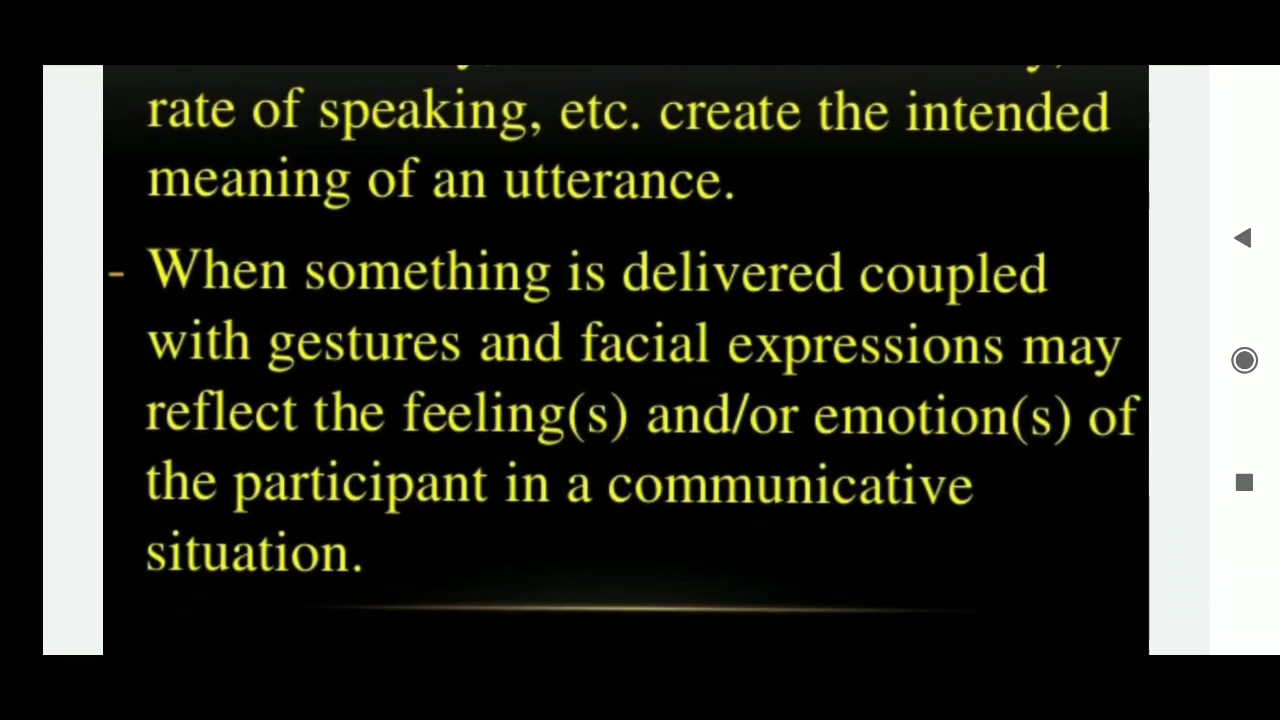 rate of speaking, etc. create the intended
meaning of an utterance.
- When something is delivered coupled
with gestures and facial expressions may
reflect the feeling(s) and/or emotion(s) of
the participant in a communicative
situation.